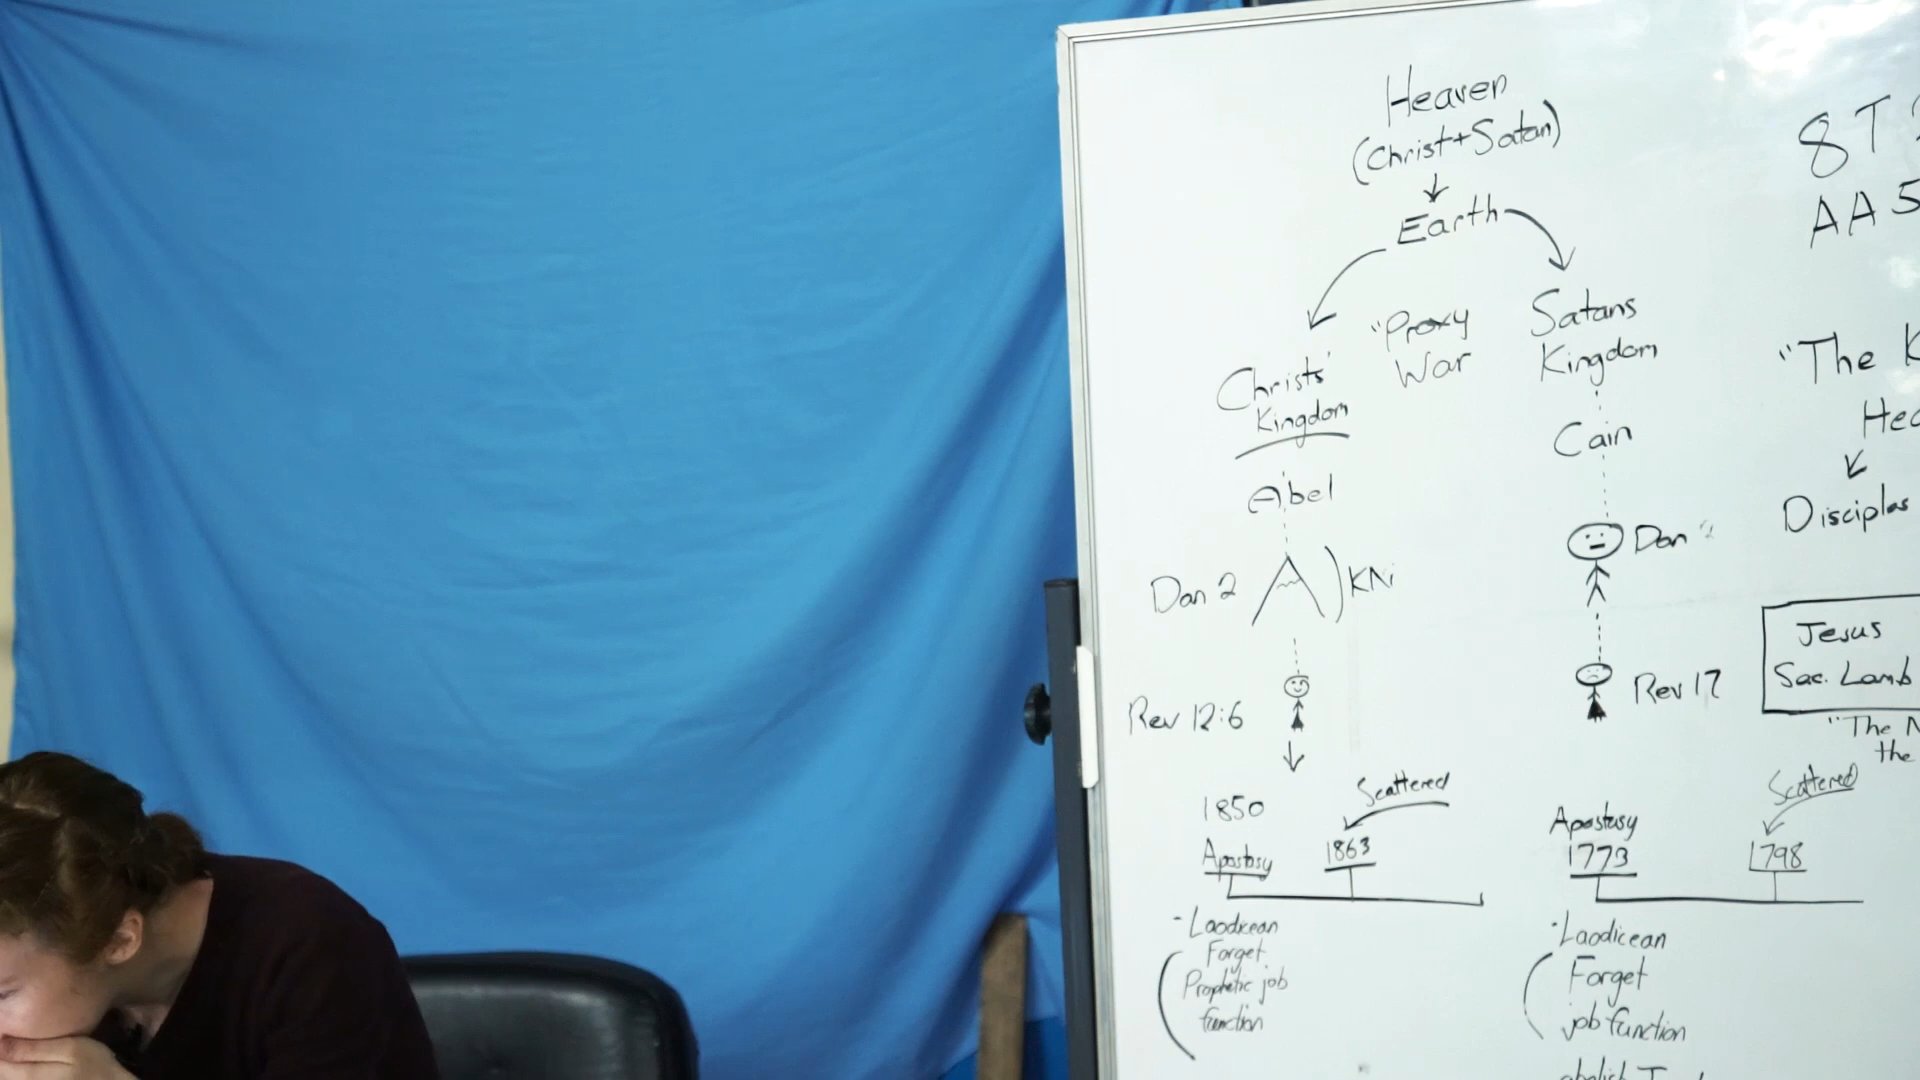 Heaven
(Christ+Satan)
Earth
"Proxy
War
Christs'
Kingdom
Abel
Dan 2
KNi
Rev 12:6
1850
Apostasy
Scattered
1863
-Laodicean
Forget
Prophetic job
function
Satans
Kingdom
Cain
Dan
Rev 17
Apostasy
1773
Scattered
1798
-Laodicean
Forget
job function
8T
AA 5
"The K
Hea
Disciples
Jesus
Sac. Lamb
"The N
the